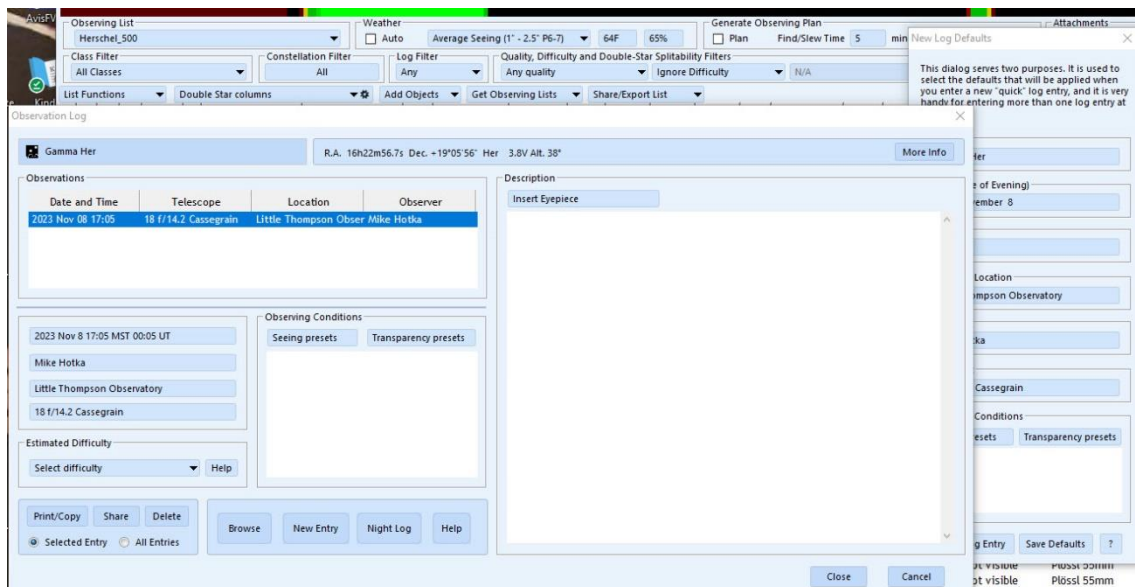 AvisFV
Observing List
Herschel_500
Weather
Auto
Average Seeing (1" - 2.5" P6-7)
64F
65%
Generate Observing Plan
Plan
Find/Slew Time 5 min
Attachments
Class Filter
All Classes
Constellation Filter
All
Log Filter
Any
Quality, Difficulty and Double-Star Splitability Filters
Any quality
Ignore Difficulty
N/A
Kind
List Functions
Double Star columns
Add Objects
Get Observing Lists
Share/Export List
New Log Defaults
This dialog serves two purposes. It is used to
select the defaults that will be applied when
you enter a new "quick" log entry, and it is very
handy for entering more than one log entry at
Observation Log
Gamma Her
R.A. 16h22m56.7s Dec. +19°05'56" Her 3.8V Alt. 38°
More Info
Observations
Date and Time Telescope Location Observer
2023 Nov 08 17:05 18 f/14.2 Cassegrain Little Thompson Obser Mike Hotka
Description
Insert Eyepiece
2023 Nov 8 17:05 MST 00:05 UT
Mike Hotka
Little Thompson Observatory
18 f/14.2 Cassegrain
Observing Conditions
Seeing presets
Transparency presets
Estimated Difficulty
Select difficulty
Help
Print/Copy
Share
Delete
Selected Entry
All Entries
Browse
New Entry
Night Log
Help
Close
Cancel
Her
e of Evening)
vember 8
Location
mpson Observatory
ka
Cassegrain
Conditions
esets
Transparency presets
g Entry
Save Defaults
?
ot visible Plössl 55mm
ot visible Plössl 55mm